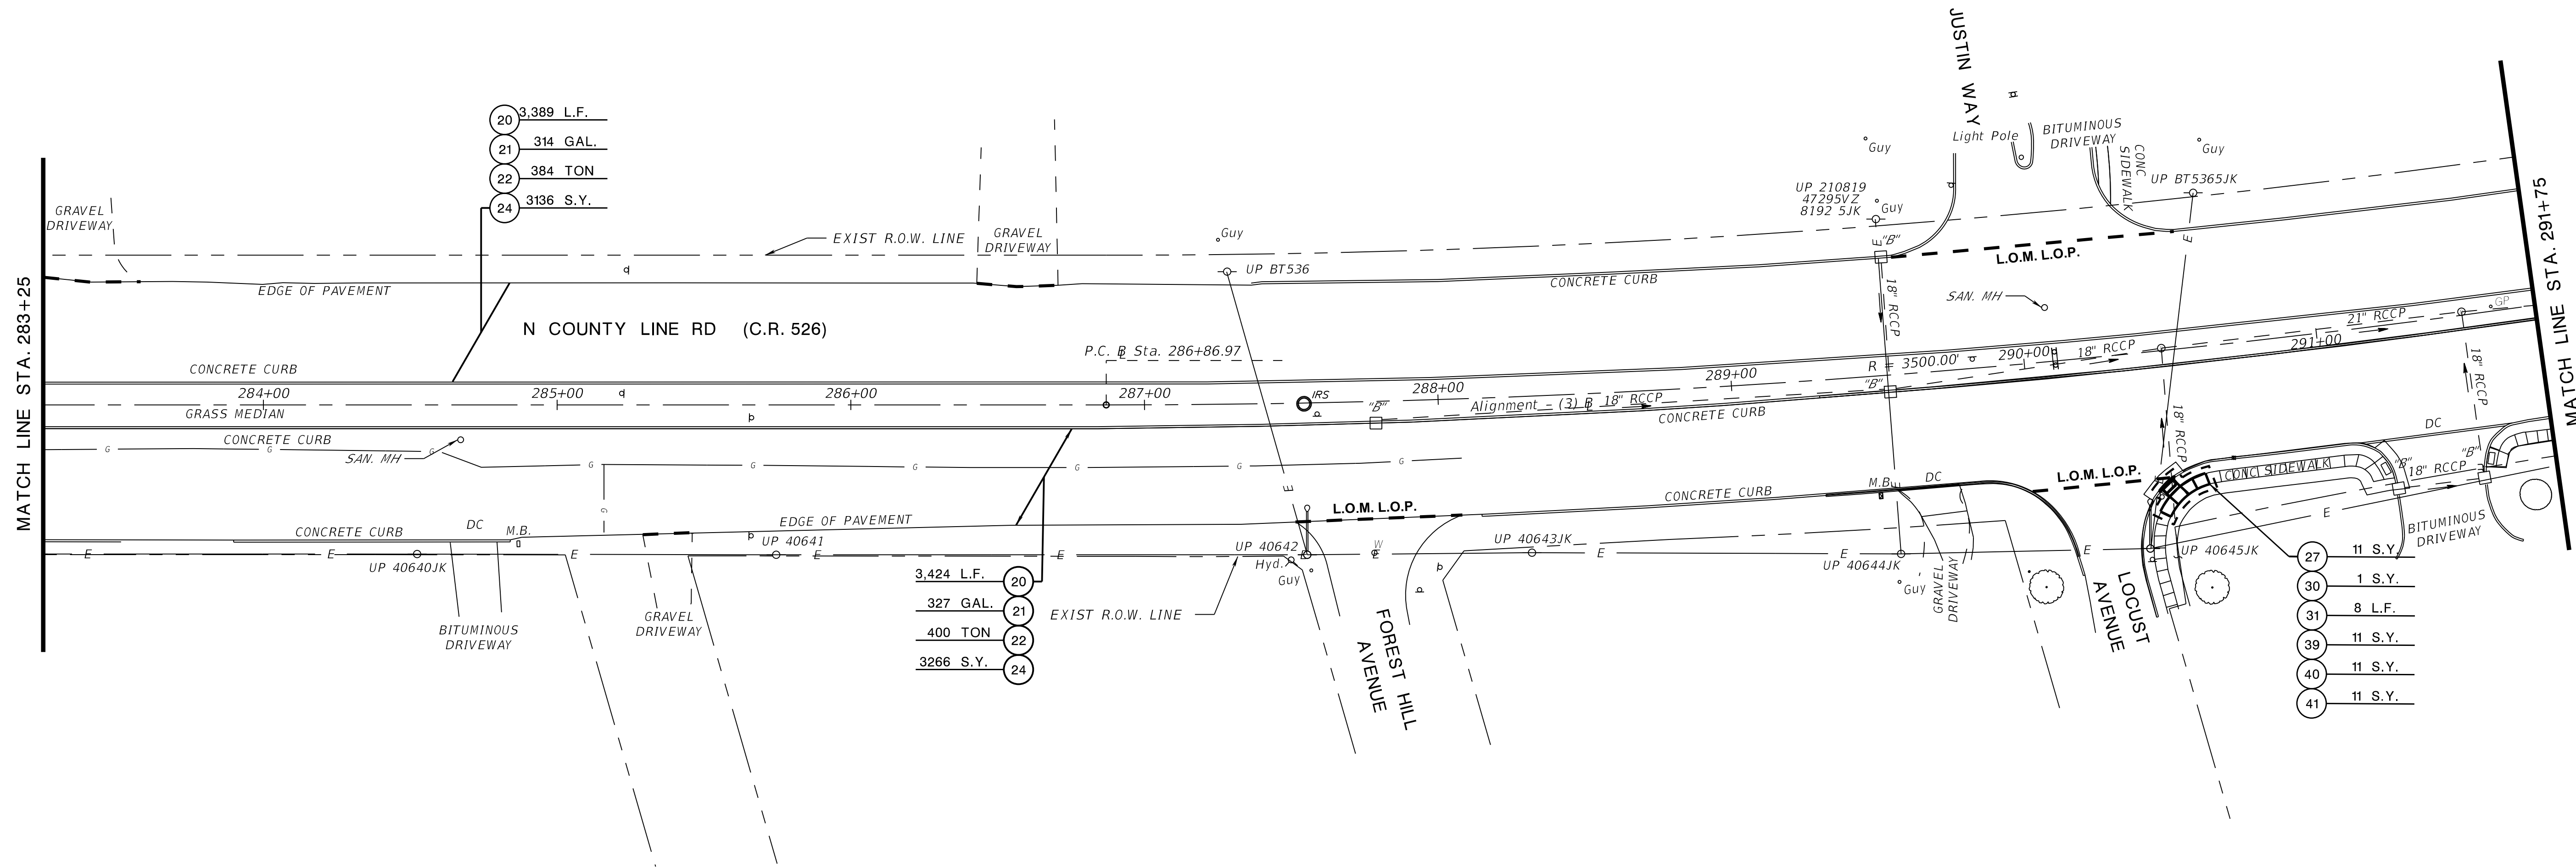 MATCH LINE STA. 283+25
20 3,389 L.F.
21 314 GAL.
22 384 TON
24 3136 S.Y.
GRAVEL
DRIVEWAY
EXIST R.O.W. LINE
GRAVEL
DRIVEWAY
EDGE OF PAVEMENT
N COUNTY LINE RD (C.R. 526)
Guy
UP BT536
CONCRETE CURB
JUSTIN WAY
Light Pole
BITUMINOUS
DRIVEWAY
CONC
SIDEWALK
Guy
Guy
UP BT5365JK
UP 210819
47295VZ
8192 5JK
Guy
E
"B"
L.O.M. L.O.P.
E
18" RCCP
SAN. MH
MATCH LINE STA. 291+75
GP
21" RCCP
CONCRETE CURB
P.C. B Sta. 286+86.97
284+00
285+00
286+00
287+00
288+00
289+00
R = 3500.00'
290+00
18" RCCP
291+00
GRASS MEDIAN
IRS
"B"
Alignment - (3) B
18" RCCP
"B"
CONCRETE CURB
18" RCCP
18" RCCP
CONCRETE CURB
SAN. MH
G G G G G G G G G
G
E
L.O.M. L.O.P.
CONCRETE CURB
M.B.
DC
L.O.M. L.O.P.
CONC SIDEWALK
"B"
18" RCCP
"B"
DC
CONCRETE CURB
DC
M.B.
EDGE OF PAVEMENT
UP 40641
UP 40642
Hyd.
Guy
W
UP 40643JK
E E E E E E E E E E E
UP 40640JK
UP 40644JK
Guy
GRAVEL
DRIVEWAY
UP 40645JK
BITUMINOUS
DRIVEWAY
BITUMINOUS
DRIVEWAY
GRAVEL
DRIVEWAY
3,424 L.F. 20
327 GAL. 21
400 TON 22
3266 S.Y. 24
EXIST R.O.W. LINE
FOREST HILL
AVENUE
LOCUST
AVENUE
27 11 S.Y.
30 1 S.Y.
31 8 L.F.
39 11 S.Y.
40 11 S.Y.
41 11 S.Y.